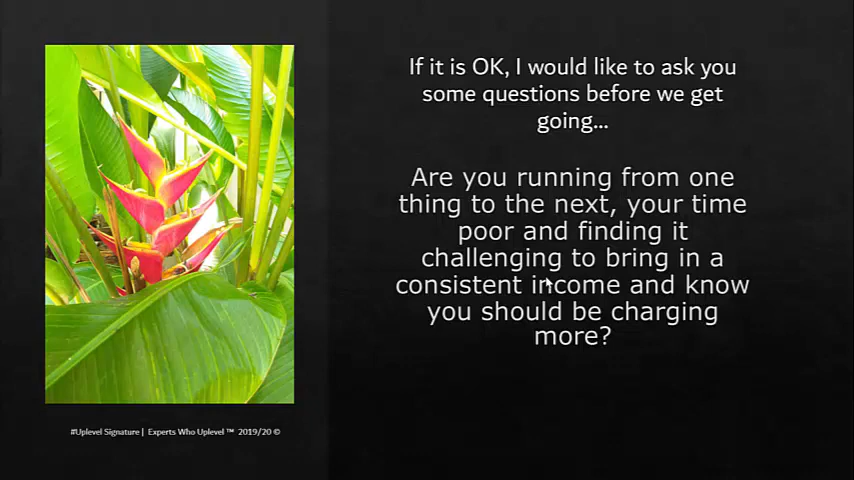 If it is OK, I would like to ask you
some questions before we get
going...
Are you running from one
thing to the next, your time
poor and finding it
challenging to bring in a
consistent income and know
you should be charging
more?
#Uplevel Signature | Experts Who Uplevel ™ 2019/20 ©